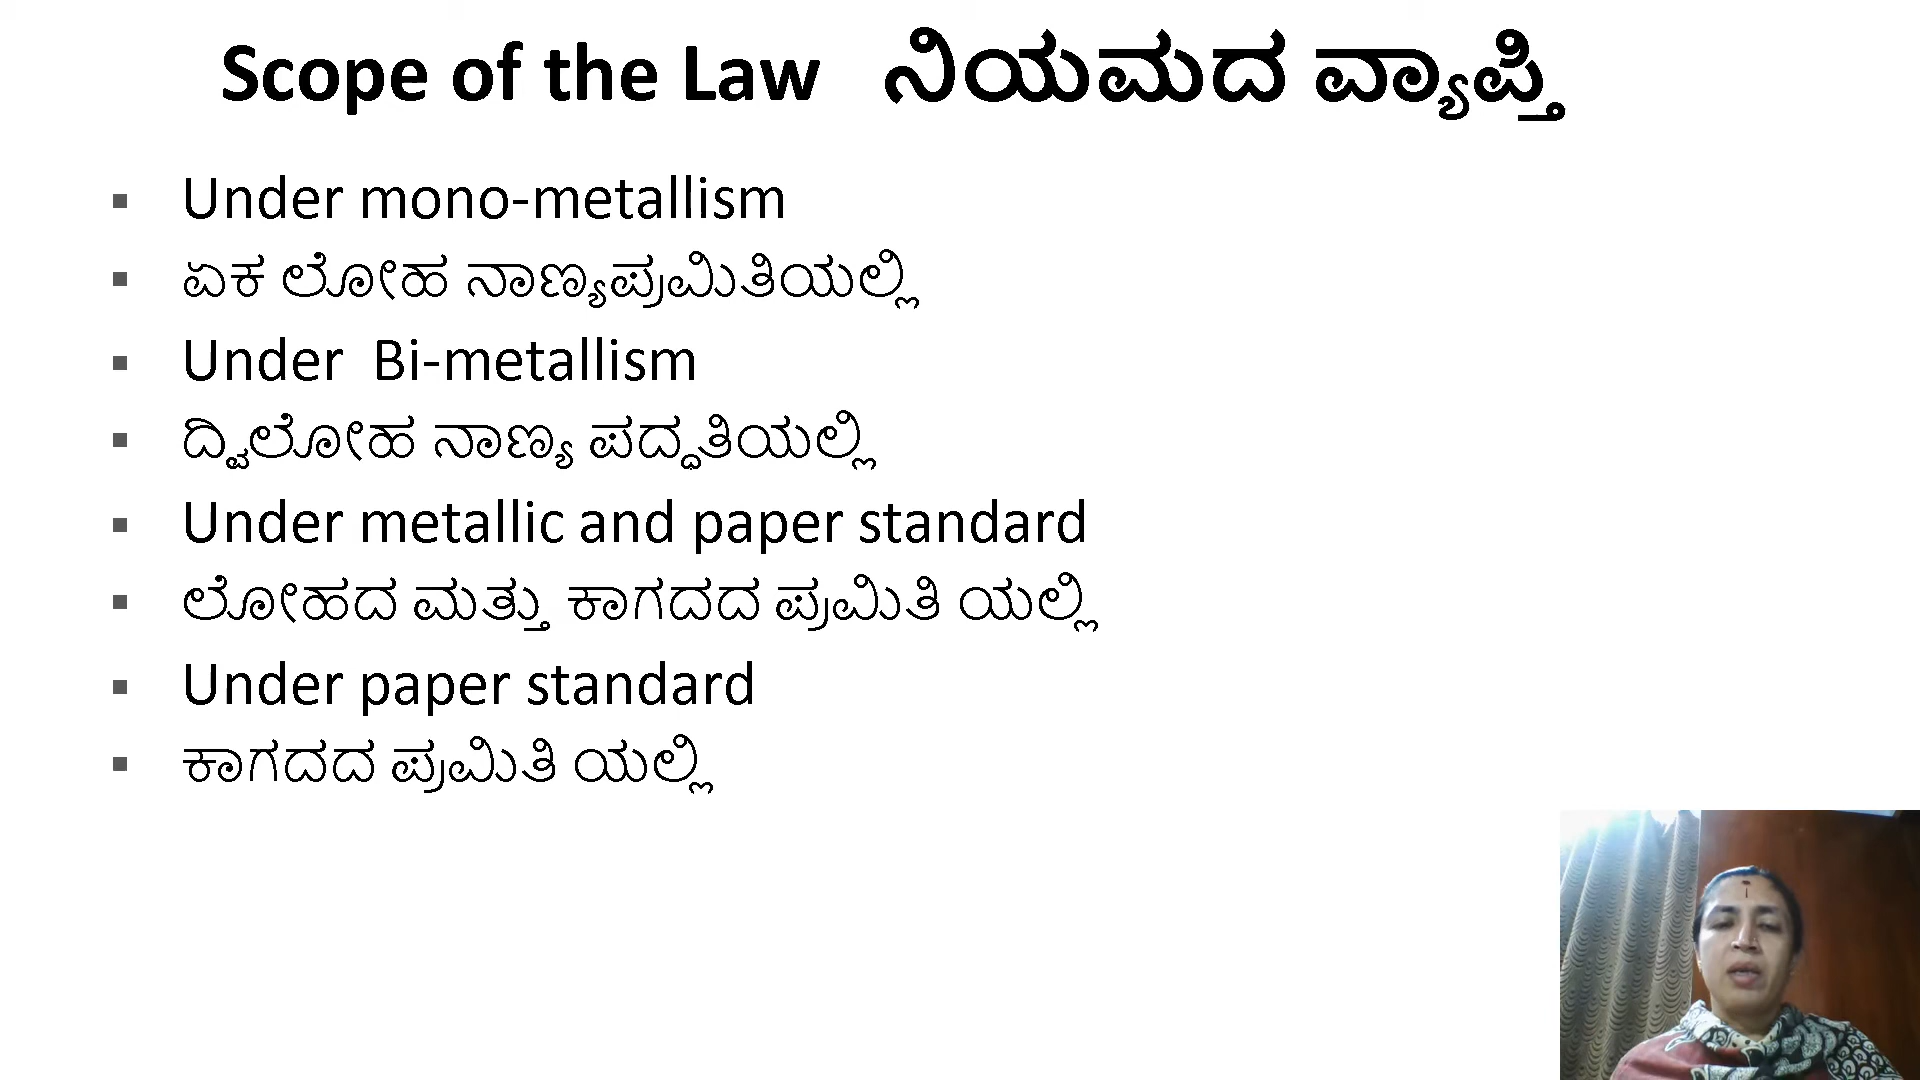 Scope of the Law ನಿಯಮದ ವ್ಯಾಪ್ತಿ
Under mono-metallism
ಏಕ ಲೋಹ ನಾಣ್ಯಪ್ರಮಿತಿಯಲ್ಲಿ
Under Bi-metallism
ದ್ವಿಲೋಹ ನಾಣ್ಯ ಪದ್ಧತಿಯಲ್ಲಿ
Under metallic and paper standard
ಲೋಹದ ಮತ್ತು ಕಾಗದದ ಪ್ರಮಿತಿ ಯಲ್ಲಿ
Under paper standard
ಕಾಗದದ ಪ್ರಮಿತಿ ಯಲ್ಲಿ